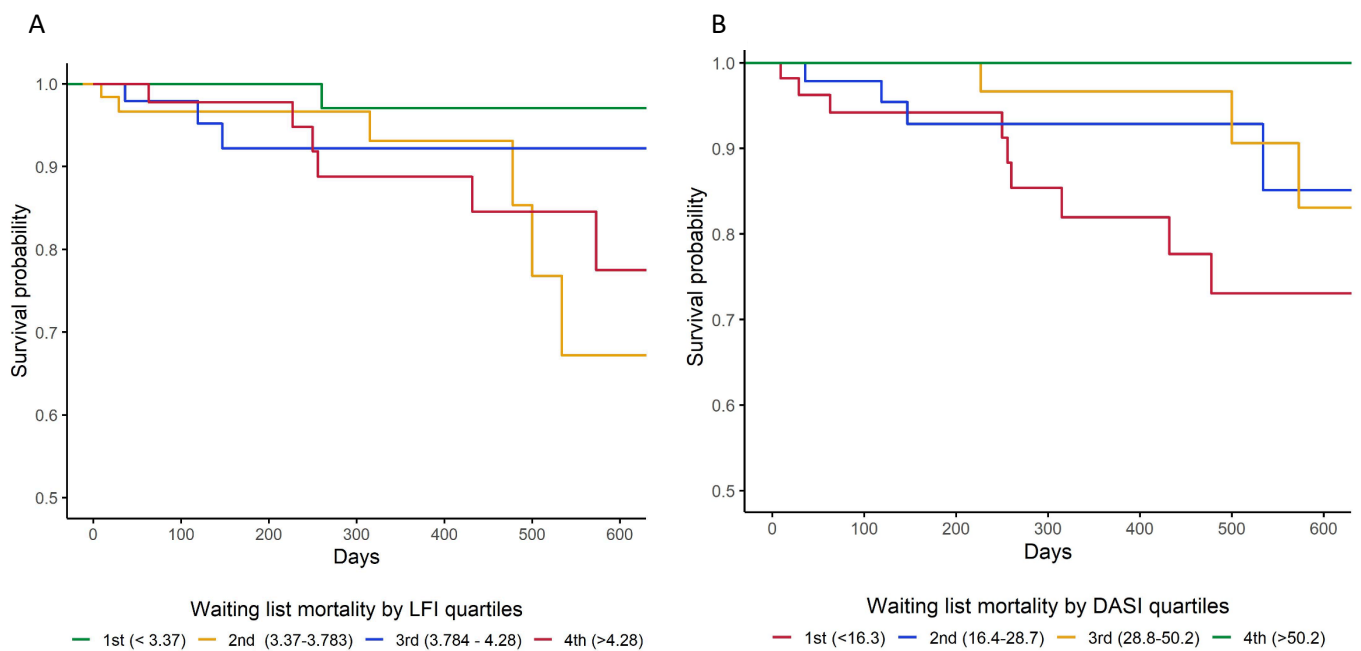 A
1.0
0.9
0.8
0.7
0.6
0.5
Survival probability
0 100 200 300 400 500 600
Days
Waiting list mortality by LFI quartiles
1st (< 3.37) 2nd (3.37-3.783) 3rd (3.784 - 4.28) 4th (>4.28)
B
1.0
0.9
0.8
0.7
0.6
0.5
Survival probability
0 100 200 300 400 500 600
Days
Waiting list mortality by DASI quartiles
1st (<16.3) 2nd (16.4-28.7) 3rd (28.8-50.2) 4th (>50.2)